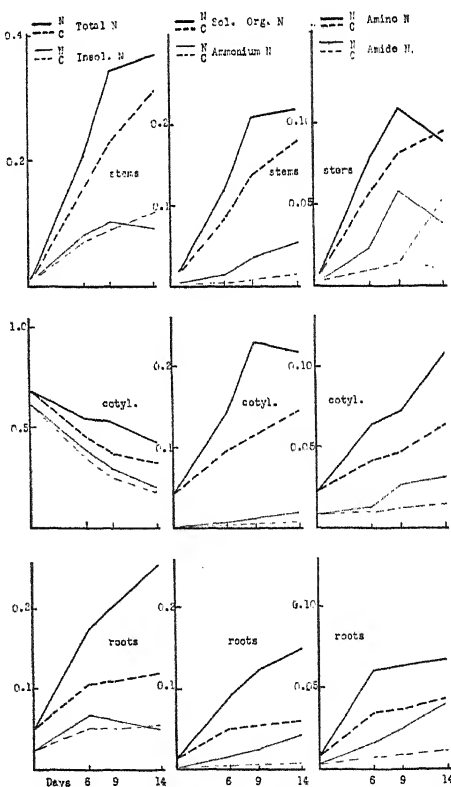 N Total N
C
N Insol. N
C
N Sol. Org. N
C
N Ammonium N
C
N Amino N
C
N Amide N.
C
0.4
0.2
stems
0.2
0.1
stems
0.10
0.05
stems
1.0
0.5
cotyl.
0.1
cotyl.
0.10
0.05
cotyl.
0.2
0.1
roots
0.2
0.1
roots
0.10
0.05
roots
Days 6 9 14
6 9 14
6 9 14